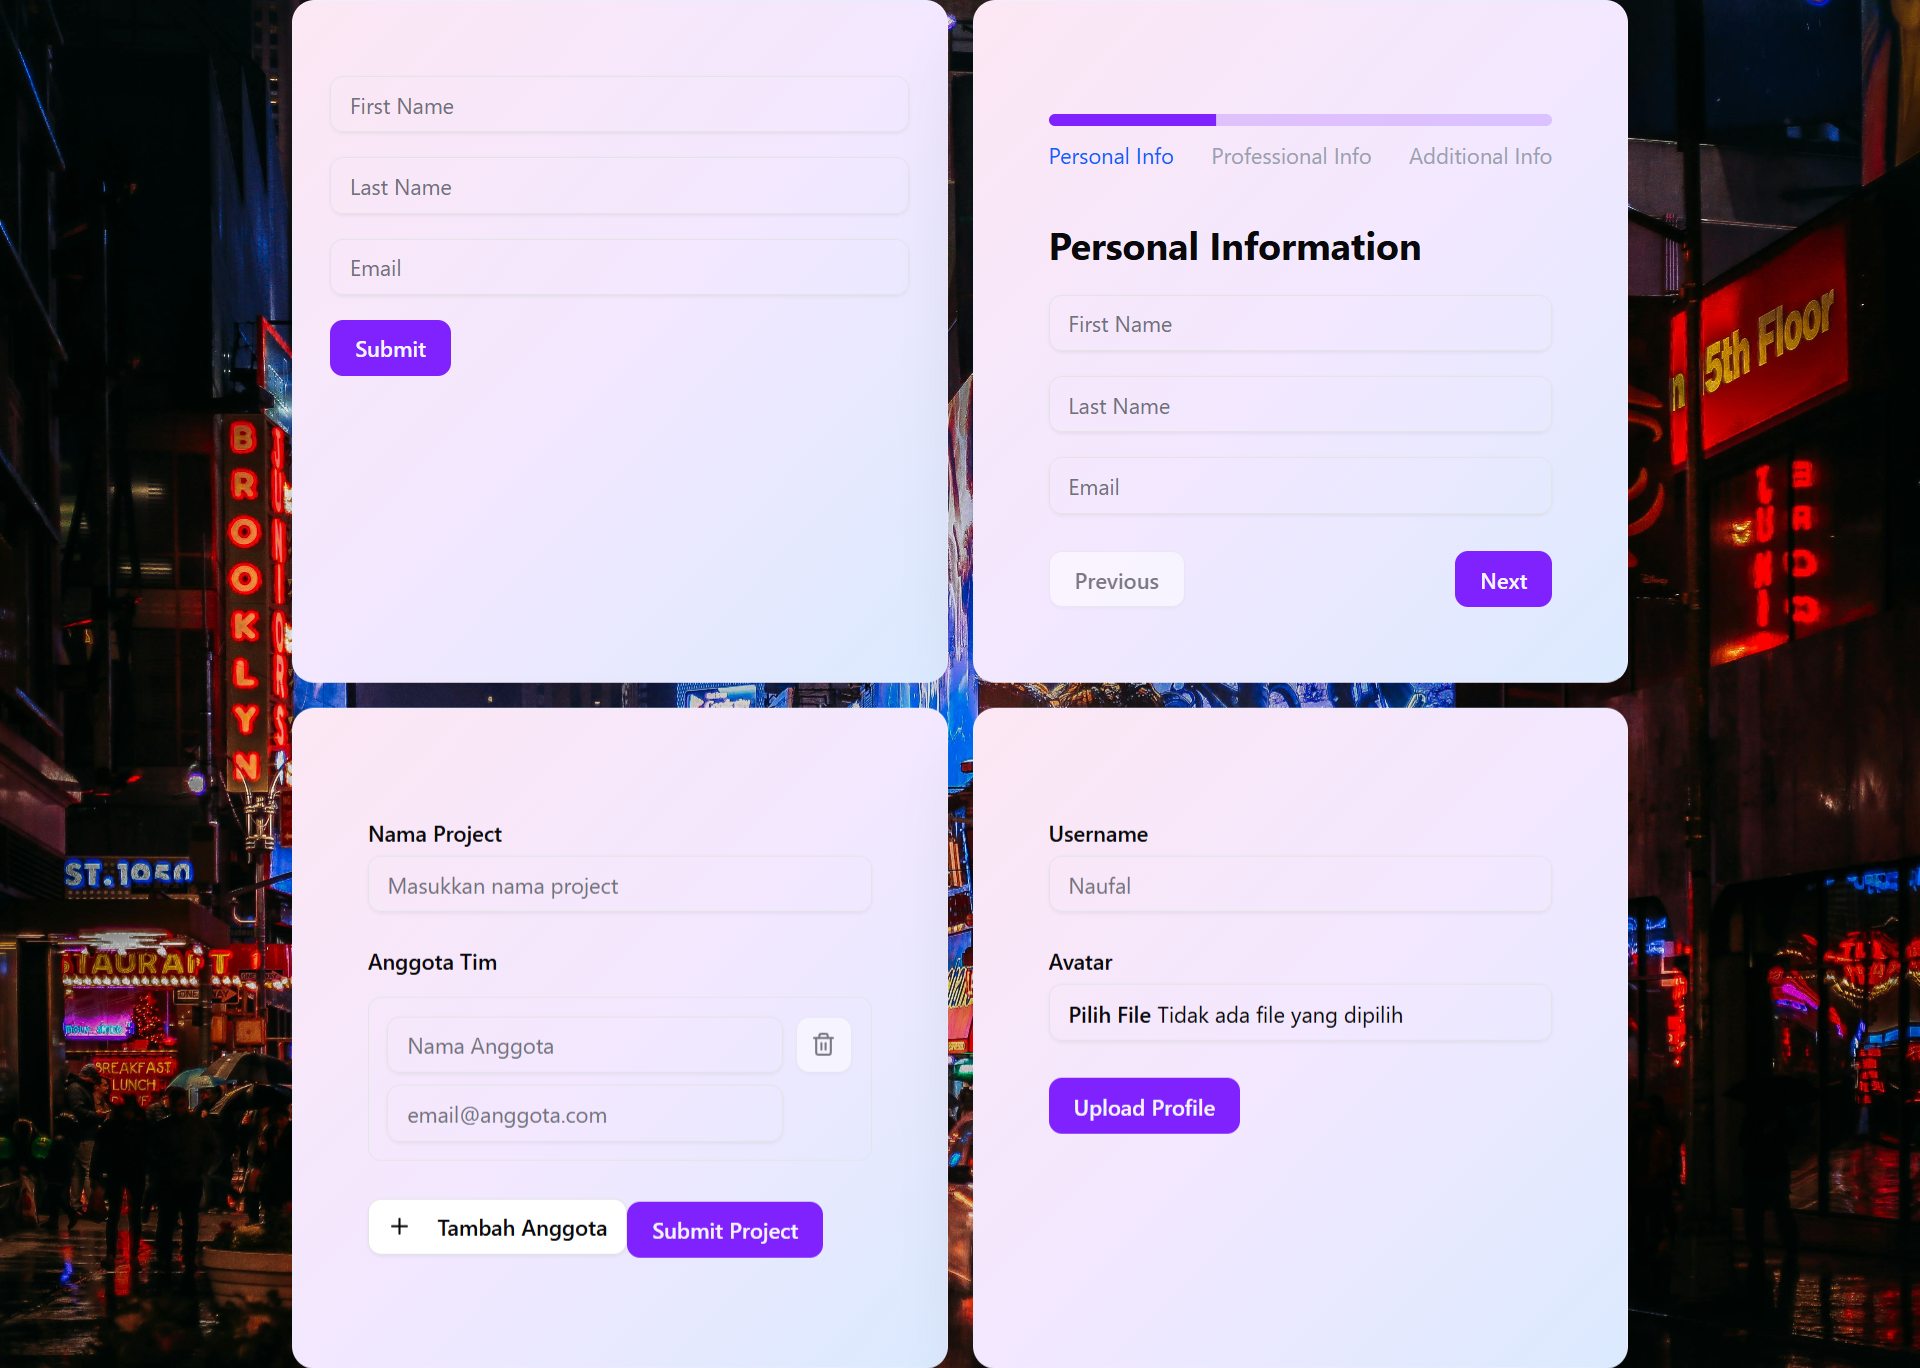 First Name
Last Name
Email
Submit
Personal Info Professional Info Additional Info
Personal Information
First Name
Last Name
Email
Previous Next
Nama Project
Masukkan nama project
Anggota Tim
Nama Anggota
email@anggota.com
Tambah Anggota Submit Project
Username
Naufal
Avatar
Pilih File Tidak ada file yang dipilih
Upload Profile
BROOKLYN
JUNIORS
ST.1950
STAURANT
ONE WAY
BREAKFAST
LUNCH
5th Floor